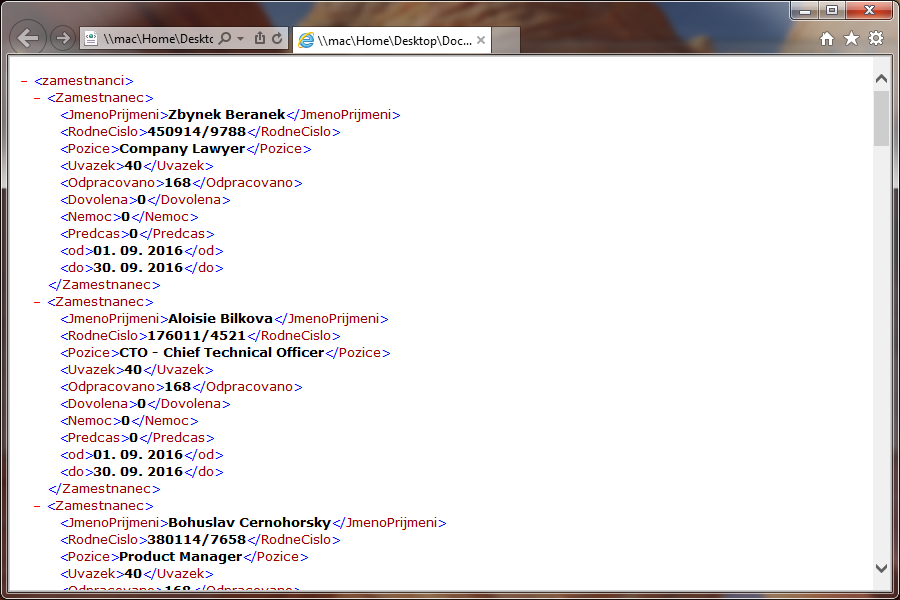 \\mac\Home\Deskto
\\mac\Home\Desktop\Doc...
– <zamestnanci>
– <Zamestnanec>
<JmenoPrijmeni>Zbynek Beranek</JmenoPrijmeni>
<RodneCislo>450914/9788</RodneCislo>
<Pozice>Company Lawyer</Pozice>
<Uvazek>40</Uvazek>
<Odpracovano>168</Odpracovano>
<Dovolena>0</Dovolena>
<Nemoc>0</Nemoc>
<Predcas>0</Predcas>
<od>01. 09. 2016</od>
<do>30. 09. 2016</do>
</Zamestnanec>
– <Zamestnanec>
<JmenoPrijmeni>Aloisie Bilkova</JmenoPrijmeni>
<RodneCislo>176011/4521</RodneCislo>
<Pozice>CTO - Chief Technical Officer</Pozice>
<Uvazek>40</Uvazek>
<Odpracovano>168</Odpracovano>
<Dovolena>0</Dovolena>
<Nemoc>0</Nemoc>
<Predcas>0</Predcas>
<od>01. 09. 2016</od>
<do>30. 09. 2016</do>
</Zamestnanec>
– <Zamestnanec>
<JmenoPrijmeni>Bohuslav Cernohorsky</JmenoPrijmeni>
<RodneCislo>380114/7658</RodneCislo>
<Pozice>Product Manager</Pozice>
<Uvazek>40</Uvazek>
<Odpracovano>168</Odpracovano>